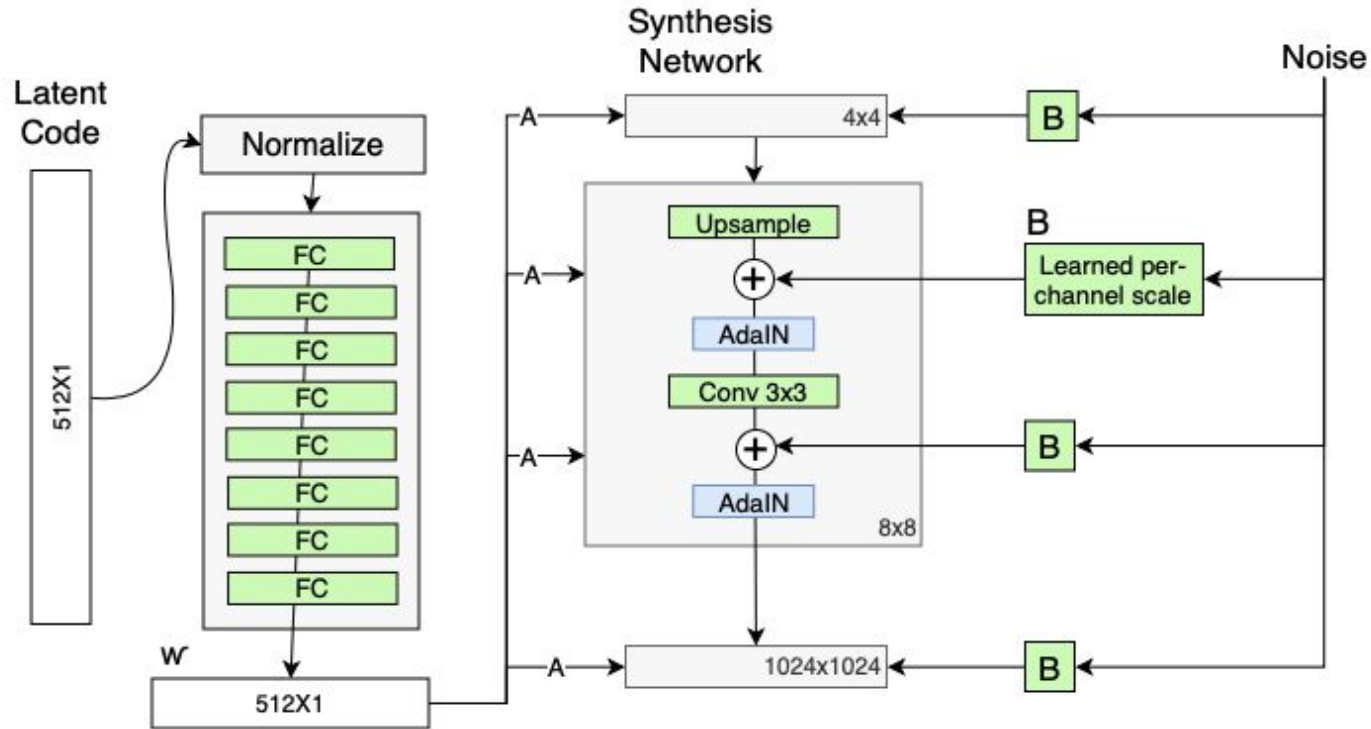 Latent
Code
512X1
Normalize
FC
FC
FC
FC
FC
FC
FC
FC
w
512X1
A
A
A
A
Synthesis
Network
4x4
Upsample
+
AdaIN
Conv 3x3
+
AdaIN
8x8
1024x1024
Noise
B
B
Learned per-
channel scale
B
B